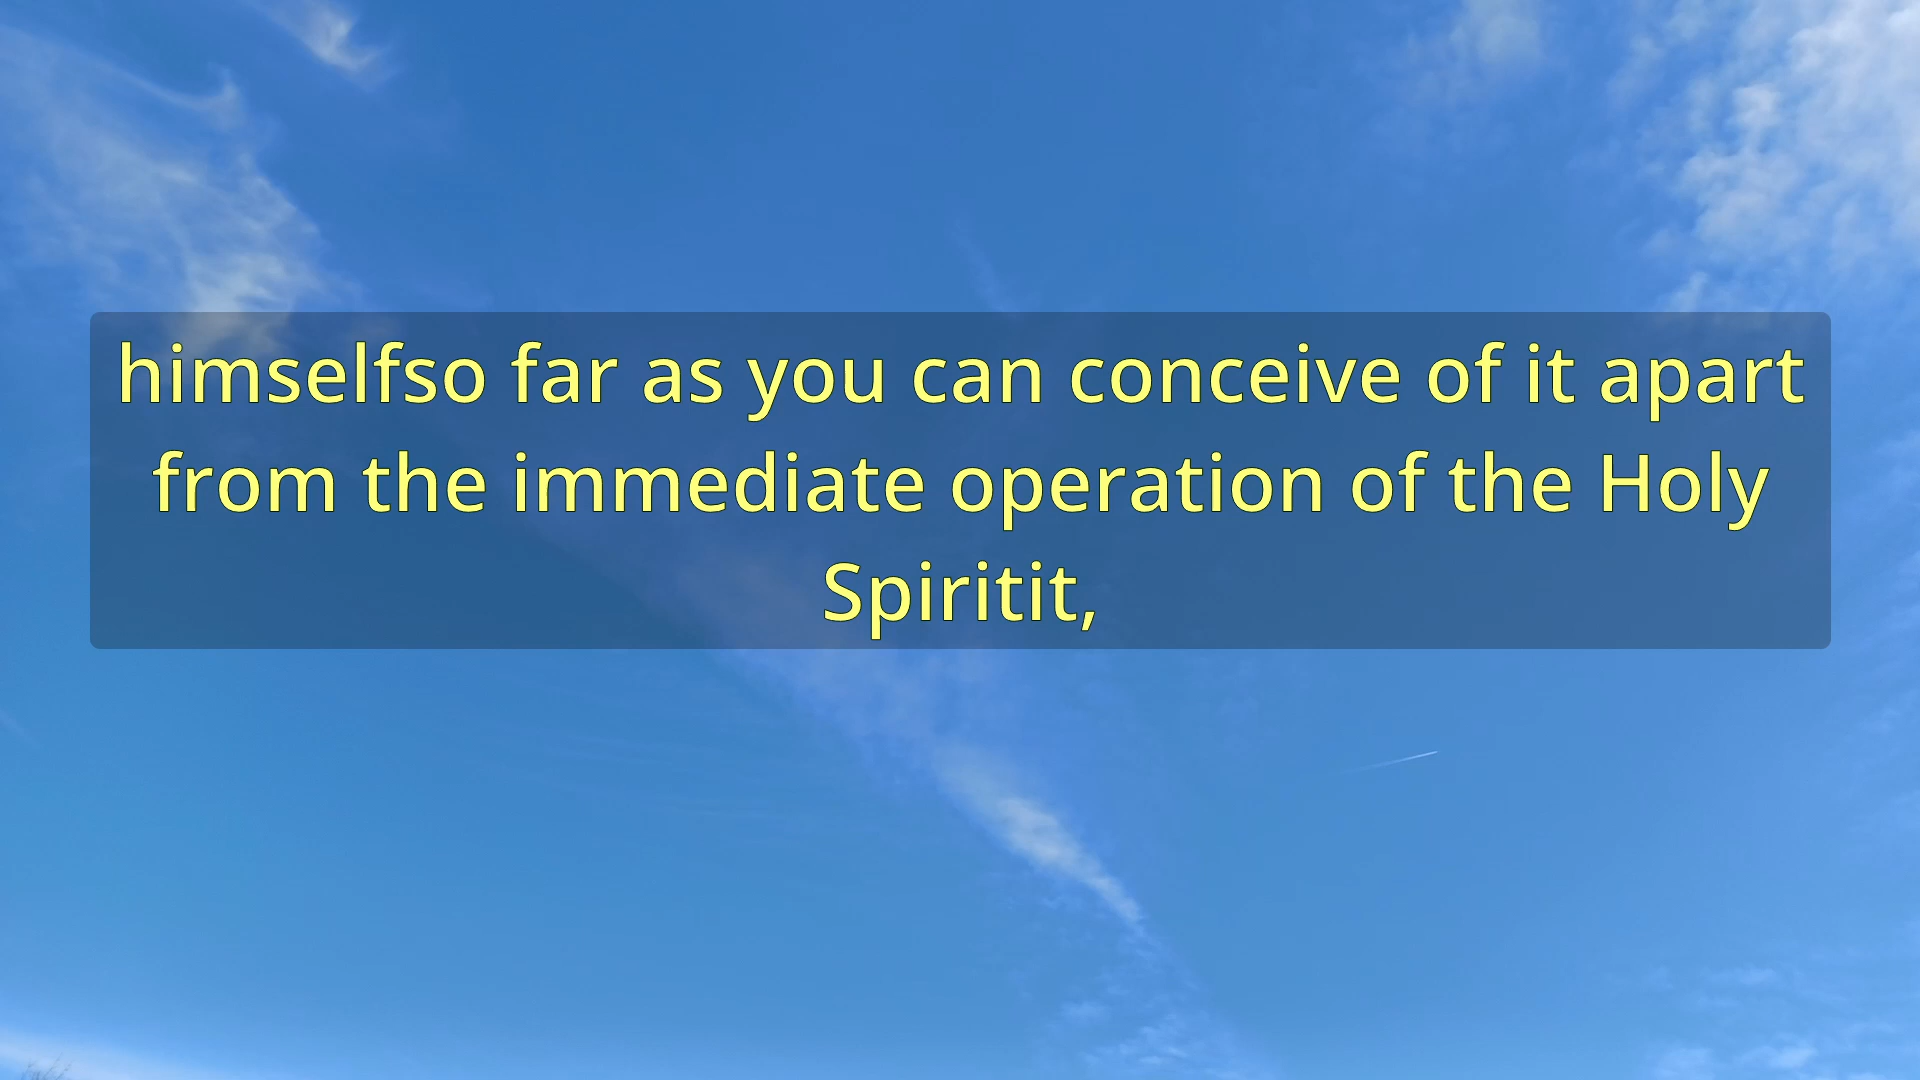 himselfso far as you can conceive of it apart
from the immediate operation of the Holy
Spiritit,